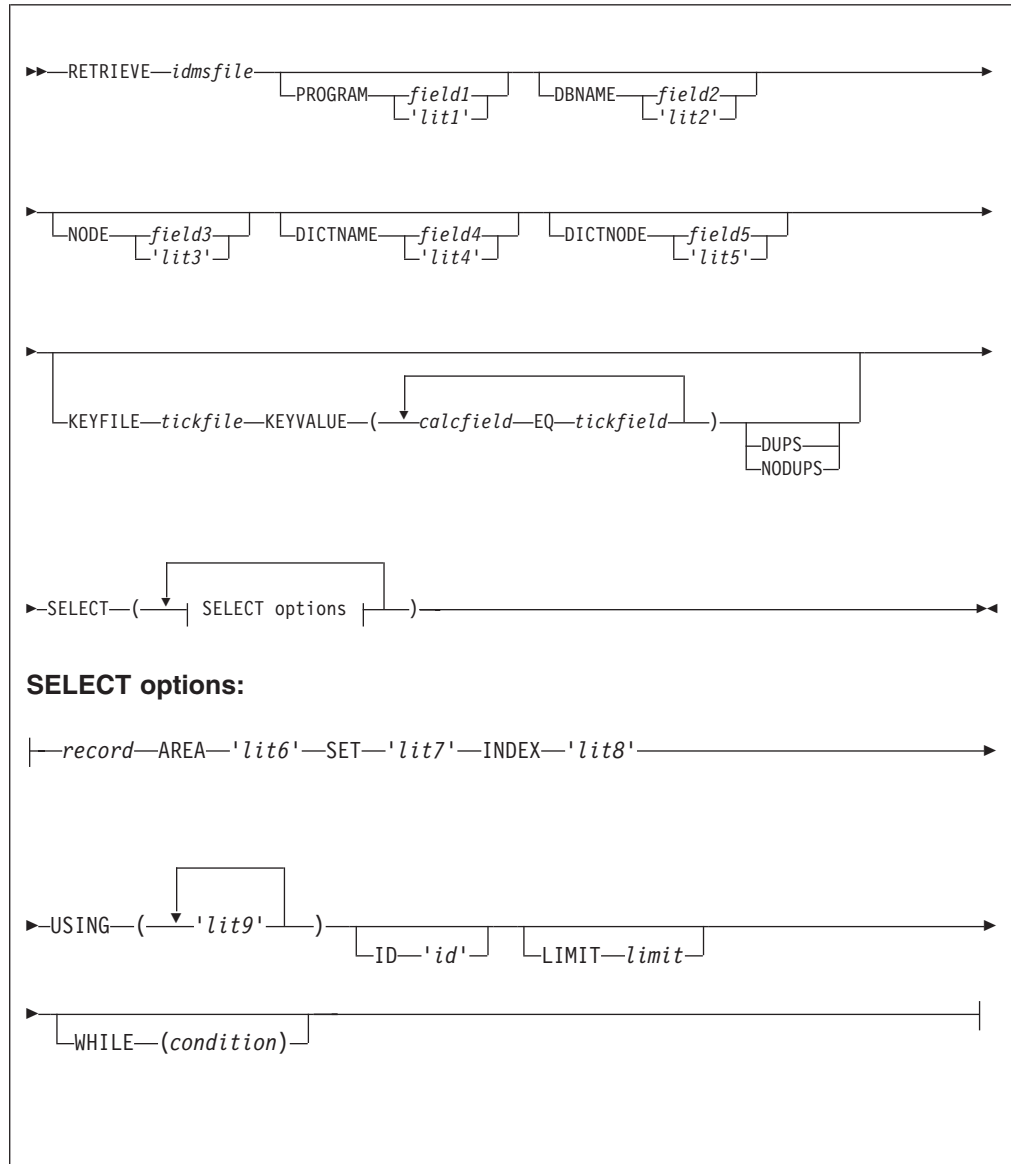 RETRIEVE idmsfile
PROGRAM field1 DBNAME field2
'lit1' 'lit2'
NODE field3 DICTNAME field4 DICTNODE field5
'lit3' 'lit4' 'lit5'
KEYFILE tickfile KEYVALUE ( calcfield EQ tickfield )
DUPS
NODUPS
SELECT ( SELECT options )
SELECT options:
record AREA 'lit6' SET 'lit7' INDEX 'lit8'
USING ( 'lit9' )
ID 'id' LIMIT limit
WHILE (condition)